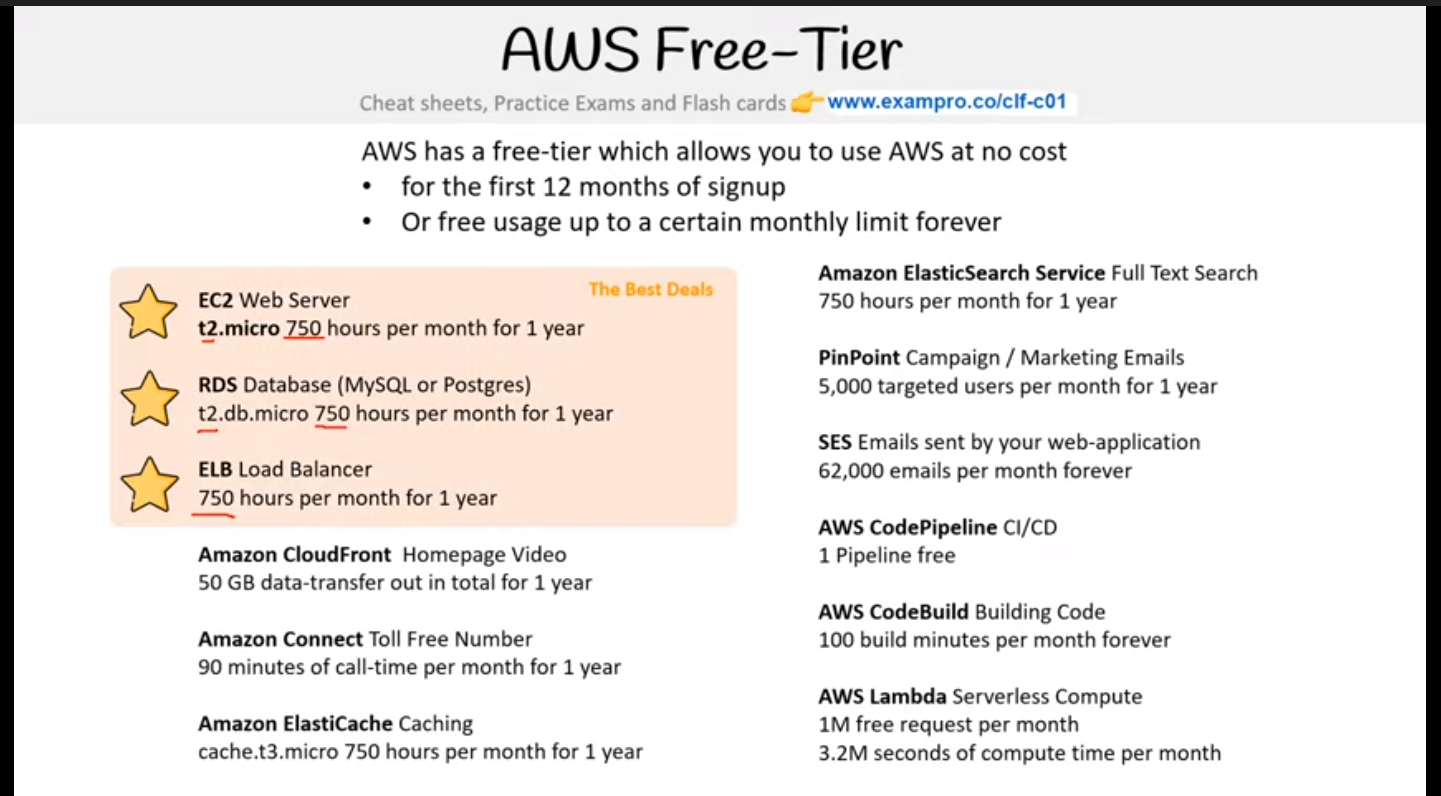 AWS Free-Tier
Cheat sheets, Practice Exams and Flash cards 👉 www.exampro.co/clf-c01
AWS has a free-tier which allows you to use AWS at no cost
• for the first 12 months of signup
• Or free usage up to a certain monthly limit forever
The Best Deals
EC2 Web Server
t2.micro 750 hours per month for 1 year
RDS Database (MySQL or Postgres)
t2.db.micro 750 hours per month for 1 year
ELB Load Balancer
750 hours per month for 1 year
Amazon CloudFront Homepage Video
50 GB data-transfer out in total for 1 year
Amazon Connect Toll Free Number
90 minutes of call-time per month for 1 year
Amazon ElastiCache Caching
cache.t3.micro 750 hours per month for 1 year
Amazon ElasticSearch Service Full Text Search
750 hours per month for 1 year
PinPoint Campaign / Marketing Emails
5,000 targeted users per month for 1 year
SES Emails sent by your web-application
62,000 emails per month forever
AWS CodePipeline CI/CD
1 Pipeline free
AWS CodeBuild Building Code
100 build minutes per month forever
AWS Lambda Serverless Compute
1M free request per month
3.2M seconds of compute time per month